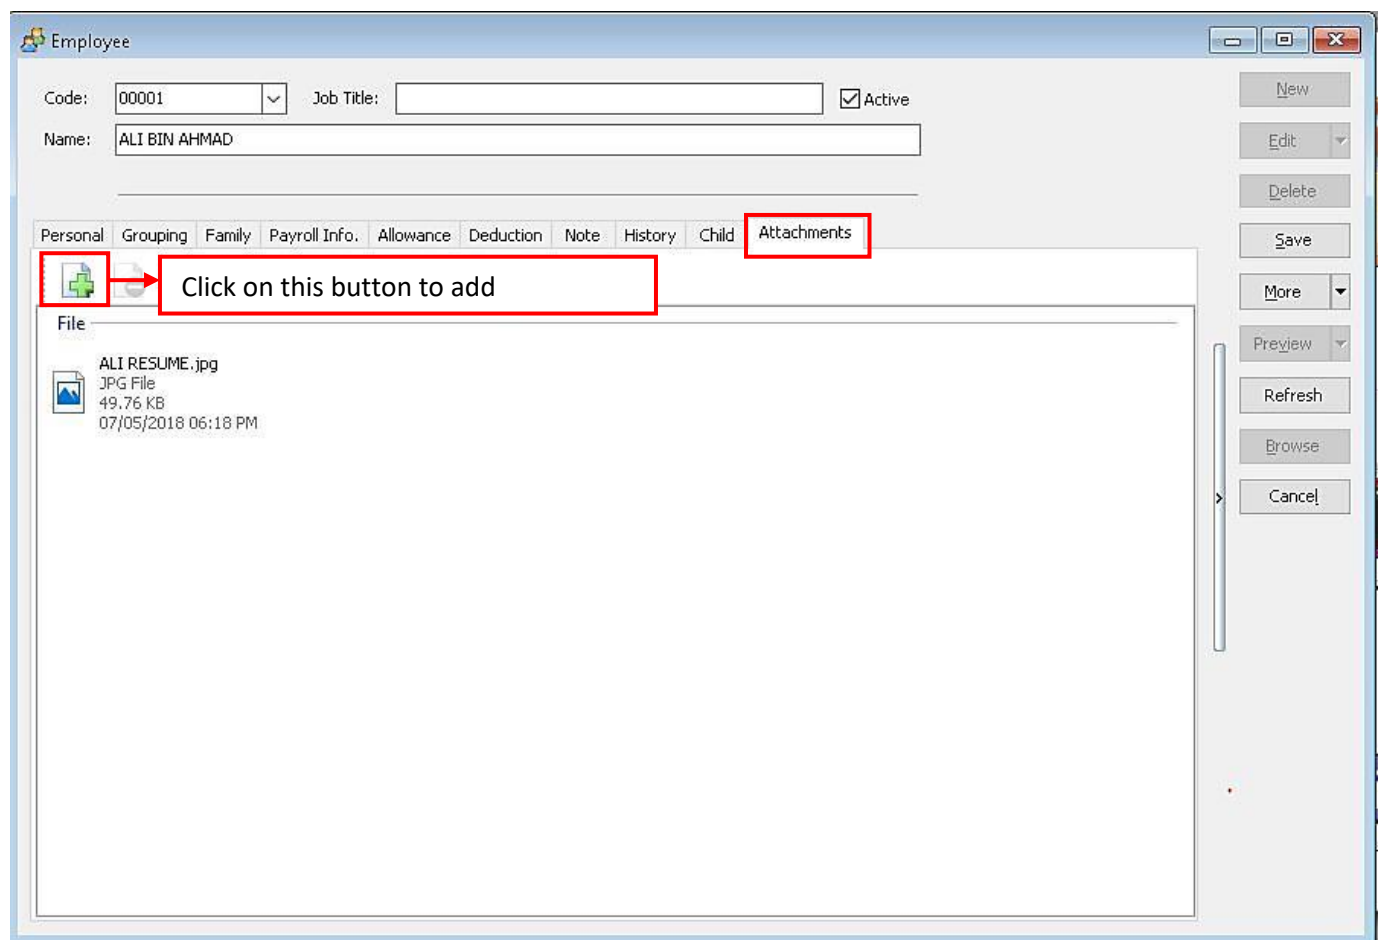 Employee
Code: 00001 Job Title: Active New
Name: ALI BIN AHMAD Edit
Delete
Personal Grouping Family Payroll Info. Allowance Deduction Note History Child Attachments Save
Click on this button to add More
File
Preview
ALI RESUME.jpg
JPG File
49.76 KB Refresh
07/05/2018 06:18 PM
Browse
Cancel